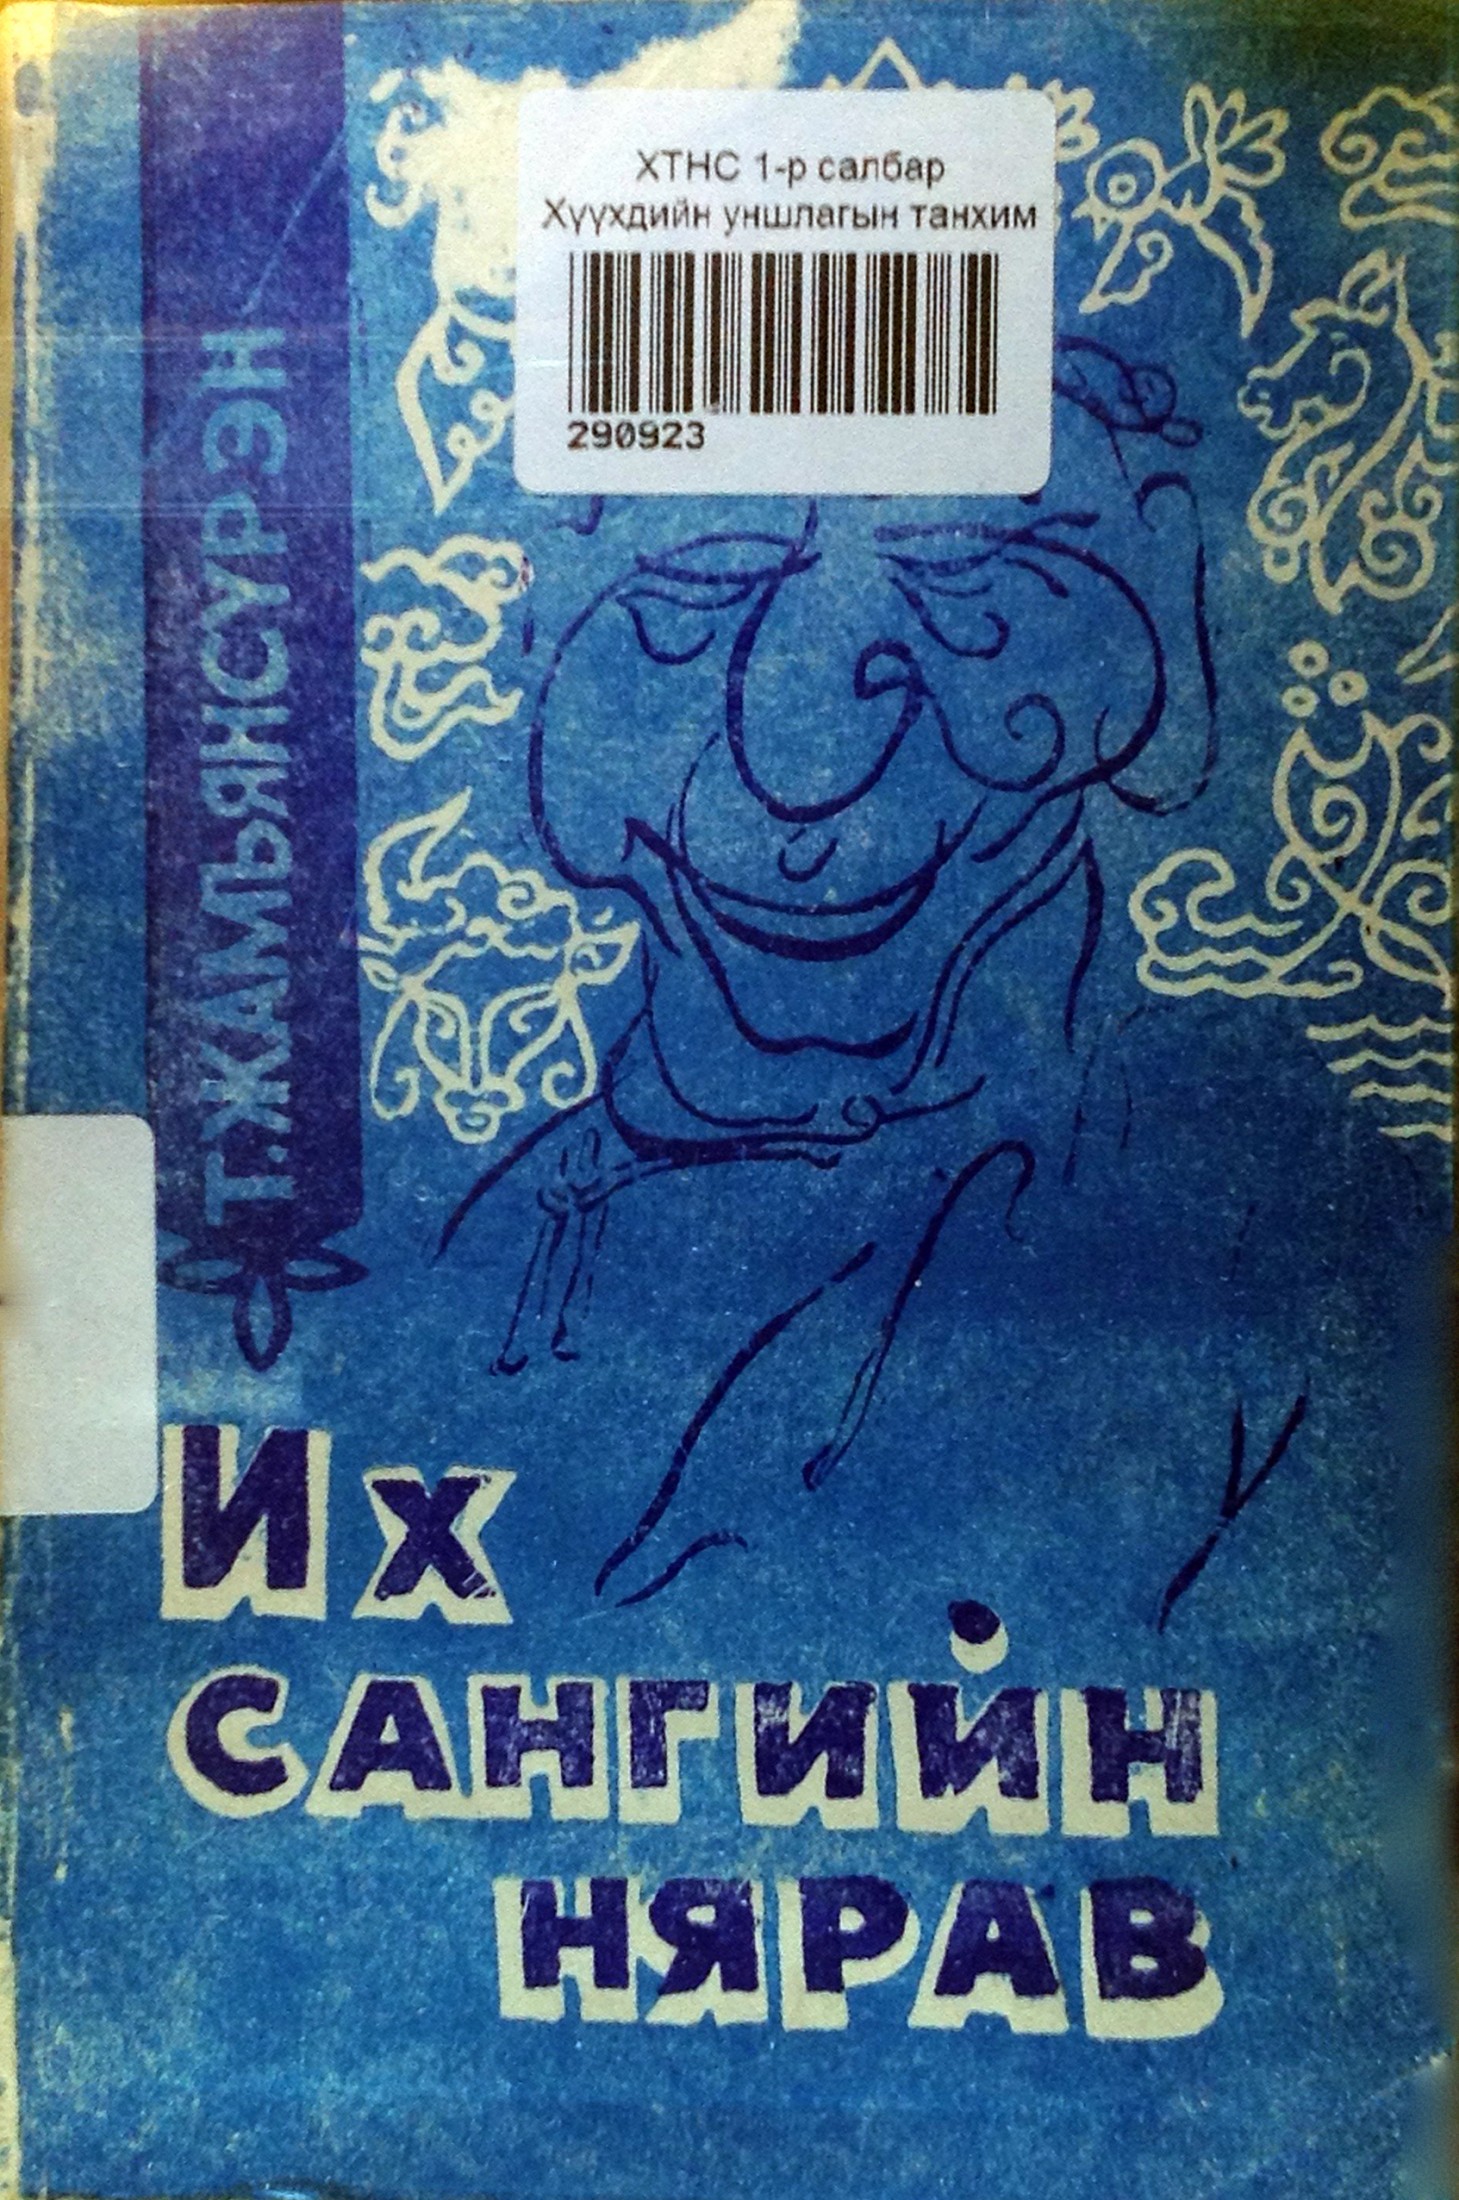 ХТНС 1-р салбар
Хүүхдийн уншлагын танхим
290923
Т.ЖАМЬЯНСҮРЭН
ИХ
САНГИЙН
НЯРАВ